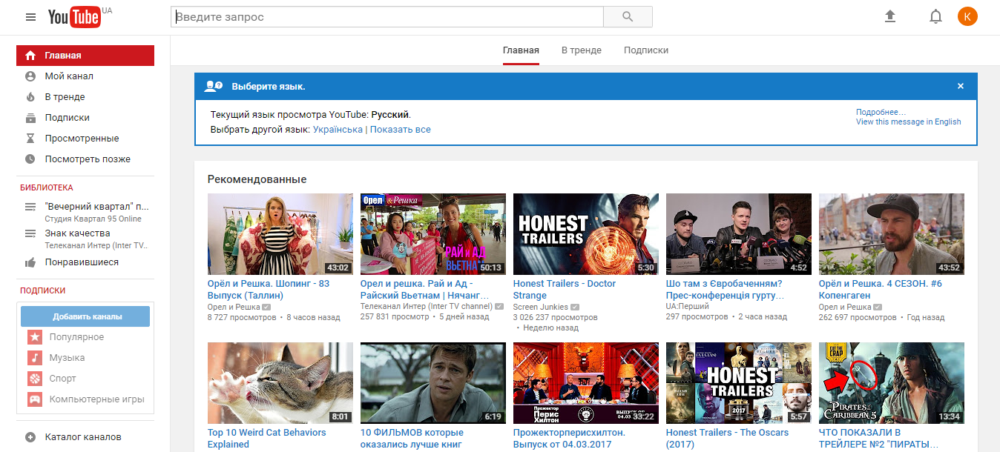 YouTube UA
Введите запрос
K
Главная
Мой канал
В тренде
Подписки
Просмотренные
Посмотреть позже
БИБЛИОТЕКА
"Вечерний квартал" п...
Студия Квартал 95 Online
Знак качества
Телеканал Интер (Inter TV..
Понравившиеся
ПОДПИСКИ
Добавить каналы
Популярное
Музыка
Спорт
Компьютерные игры
Каталог каналов
Главная В тренде Подписки
Выберите язык.
Текущий язык просмотра YouTube: Русский.
Выбрать другой язык: Українська | Показать все
Подробнее...
View this message in English
Рекомендованные
43:02
Орёл и Решка. Шопинг - 83
Выпуск (Таллин)
Орел и Решка
8 727 просмотров • 8 часов назад
Орел & Решка
РАЙ и АД
50:13
Орел и решка. Рай и Ад -
Райский Вьетнам | Нячанг...
Телеканал Интер (Inter TV channel)
257 831 просмотр • 5 дней назад
HONEST
TRAILERS
5:30
Honest Trailers - Doctor
Strange
Screen Junkies
3 026 237 просмотров
• Неделю назад
4:52
Шо там з Євробаченням?
Прес-конференція гурту...
UA:Перший
297 просмотров • 2 часа назад
43:52
Орёл и Решка. 4 СЕЗОН. #6
Копенгаген
Орел и Решка
262 697 просмотров • Год назад
8:01
Top 10 Weird Cat Behaviors
Explained
6:19
10 ФИЛЬМОВ которые
оказались лучше книг
Прожектор
Перис
Хилтон
ВЫПУСК ОТ
04.03
33:22
Прожекторперисхилтон.
Выпуск от 04.03.2017
HONEST
TRAILERS
2017
5:57
Honest Trailers - The Oscars
(2017)
CUT THE
CRAP
PIRATES
CARIBBEAN 5
13:34
ЧТО ПОКАЗАЛИ В
ТРЕЙЛЕРЕ №2 "ПИРАТЫ...